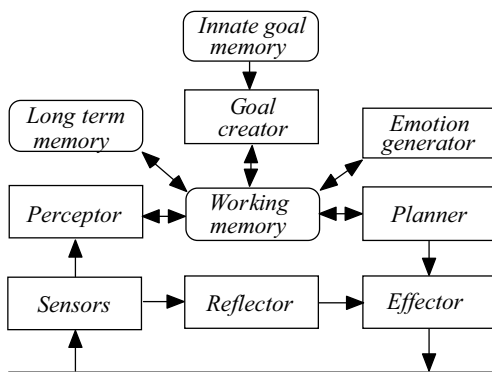 Innate goal
memory
Long term
memory
Goal
creator
Emotion
generator
Perceptor
Working
memory
Planner
Sensors
Reflector
Effector